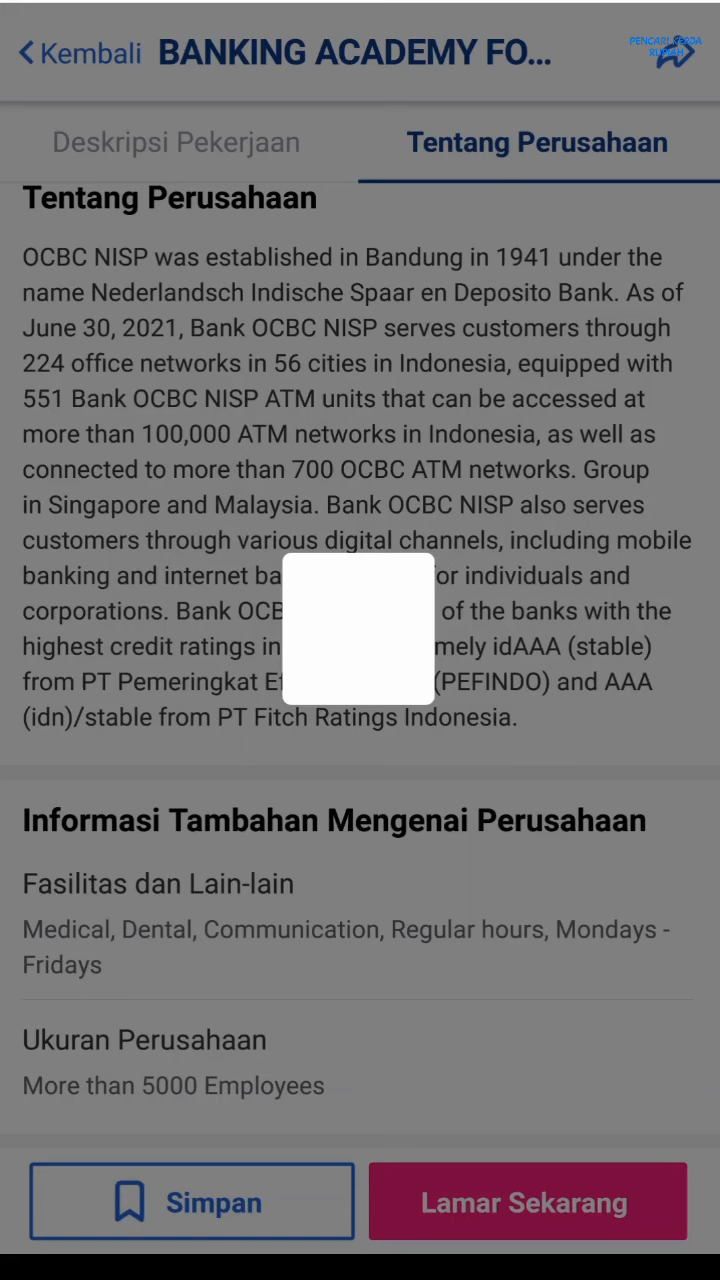 Kembali BANKING ACADEMY FO...
PENCARI KERJA
RUPIAH
Deskripsi Pekerjaan Tentang Perusahaan
Tentang Perusahaan
OCBC NISP was established in Bandung in 1941 under the
name Nederlandsch Indische Spaar en Deposito Bank. As of
June 30, 2021, Bank OCBC NISP serves customers through
224 office networks in 56 cities in Indonesia, equipped with
551 Bank OCBC NISP ATM units that can be accessed at
more than 100,000 ATM networks in Indonesia, as well as
connected to more than 700 OCBC ATM networks. Group
in Singapore and Malaysia. Bank OCBC NISP also serves
customers through various digital channels, including mobile
banking and internet ba or individuals and
corporations. Bank OCB of the banks with the
highest credit ratings in mely idAAA (stable)
from PT Pemeringkat Ef (PEFINDO) and AAA
(idn)/stable from PT Fitch Ratings Indonesia.
Informasi Tambahan Mengenai Perusahaan
Fasilitas dan Lain-lain
Medical, Dental, Communication, Regular hours, Mondays -
Fridays
Ukuran Perusahaan
More than 5000 Employees
Simpan Lamar Sekarang